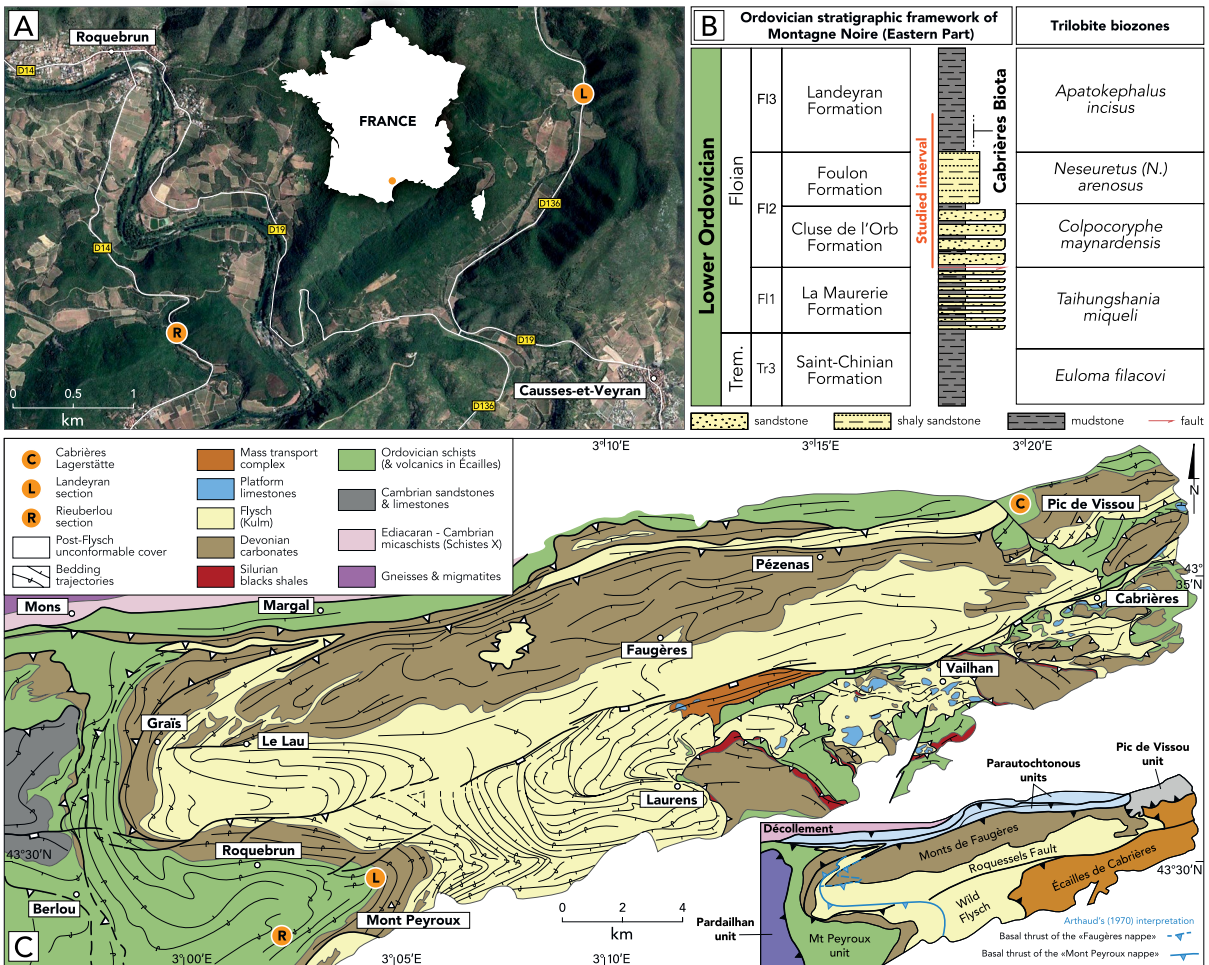 A
Roquebrun
D14
FRANCE
L
D136
D19
D14
R
D19
Causses-et-Veyran
D136
0 0.5 1
km
B
Ordovician stratigraphic framework of
Montagne Noire (Eastern Part)
Trilobite biozones
Lower Ordovician
Floian
Trem.
Fl3
Landeyran
Formation
Fl2
Foulon
Formation
Cluse de l'Orb
Formation
Fl1
La Maurerie
Formation
Tr3
Saint-Chinian
Formation
Studied interval
Cabrières Biota
Apatokephalus
incisus
Neseuretus (N.)
arenosus
Colpocoryphe
maynardensis
Taihungshania
miqueli
Euloma filacovi
sandstone
shaly sandstone
mudstone
fault
C
Cabrières
Lagerstätte
L
Landeyran
section
R
Rieuberlou
section
Post-Flysch
unconformable cover
Bedding
trajectories
Mass transport
complex
Platform
limestones
Flysch
(Kulm)
Devonian
carbonates
Silurian
blacks shales
Ordovician schists
(& volcanics in Écailles)
Cambrian sandstones
& limestones
Ediacaran - Cambrian
micaschists (Schistes X)
Gneisses & migmatites
3°10'E
3°15'E
3°20'E
N
C
Pic de Vissou
Pézenas
43°
35'N
Mons
Margal
Cabrières
Faugères
Vailhan
Graïs
Le Lau
Laurens
Roquebrun
43°30'N
L
Berlou
Mont Peyroux
R
0 2 4
km
C
3°00'E
3°05'E
3°10'E
Pic de Vissou
unit
Parautochtonous
units
Décollement
Monts de Faugères
Roquessels Fault
Écailles de Cabrières
Wild
Flysch
43°30'N
Pardailhan
unit
Mt Peyroux
unit
Arthaud's (1970) interpretation
Basal thrust of the «Faugères nappe»
Basal thrust of the «Mont Peyroux nappe»